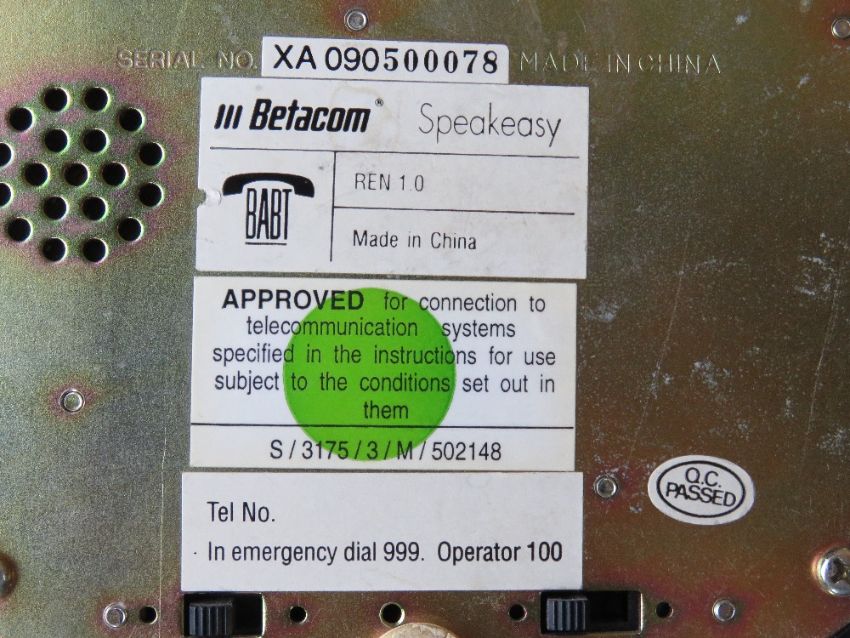 SERIAL NO. XA 090500078 MADE IN CHINA
Betacom® Speakeasy
BABT
REN 1.0
Made in China
APPROVED for connection to
telecommunication systems
specified in the instructions for use
subject to the conditions set out in
them
S / 3175 / 3 / M / 502148
Q.C.
PASSED
Tel No.
In emergency dial 999. Operator 100